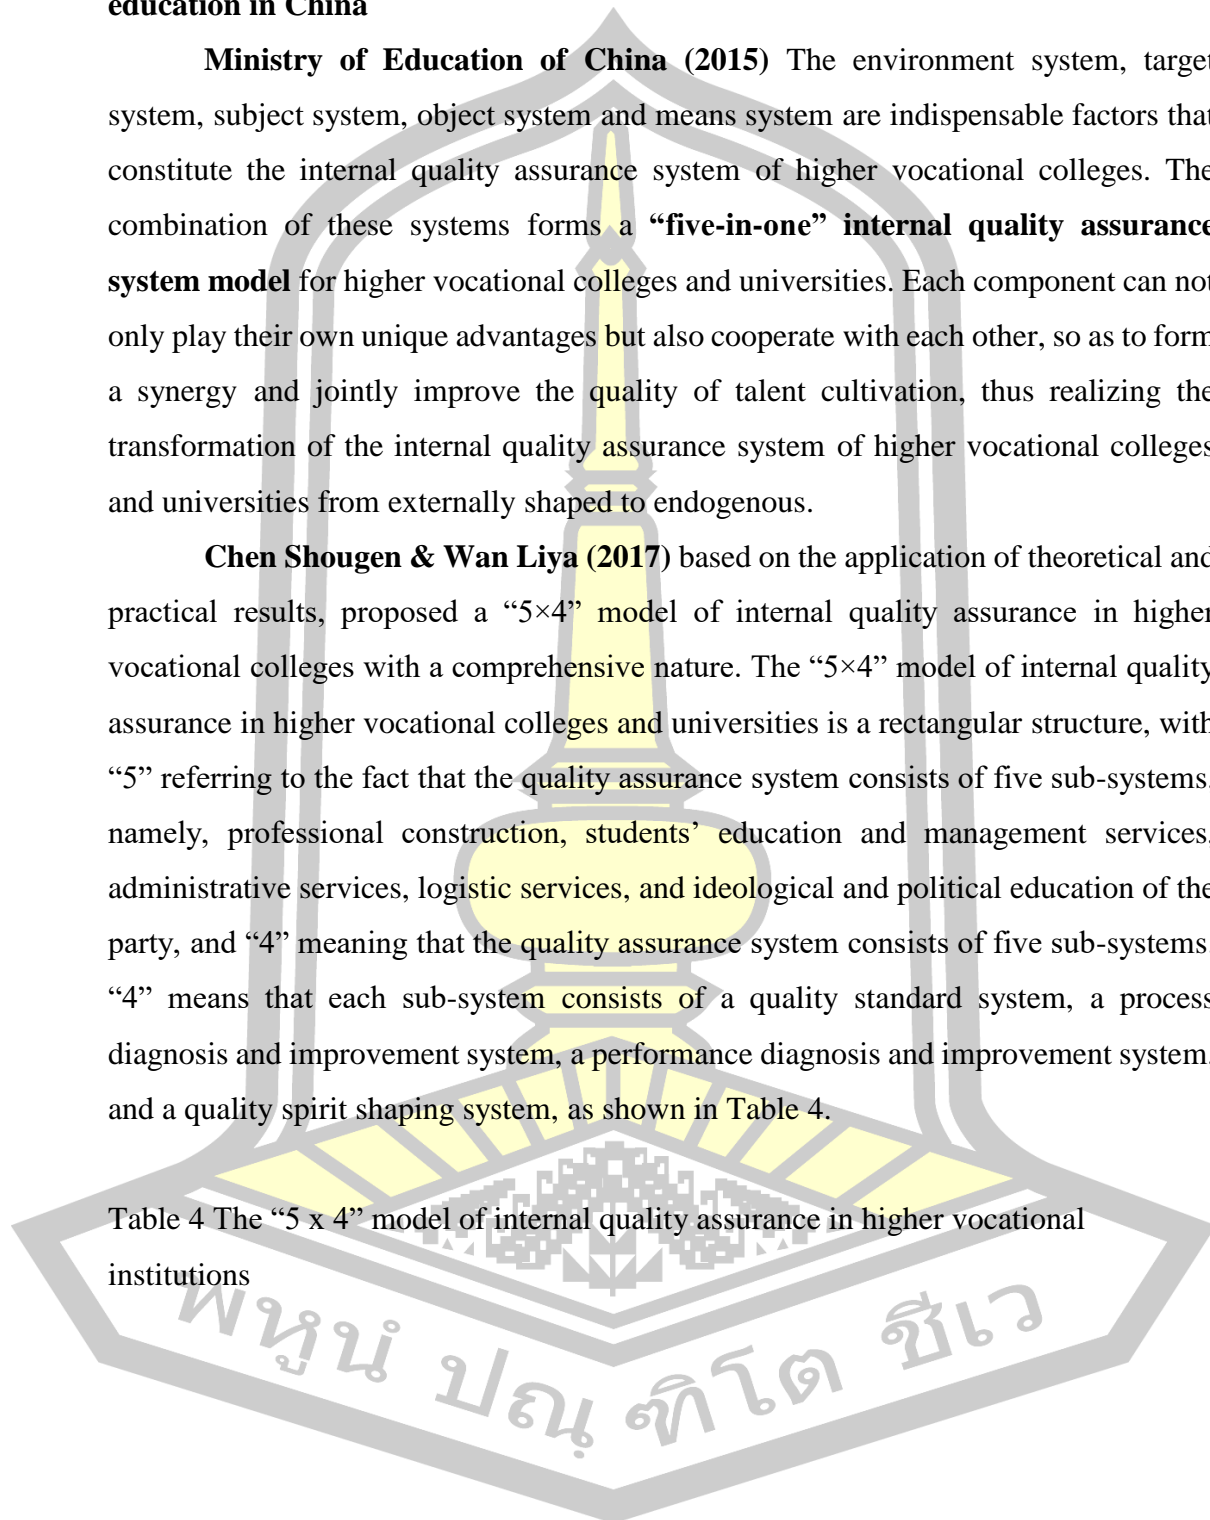 education in China
Ministry of Education of China (2015) The environment system, target
system, subject system, object system and means system are indispensable factors that
constitute the internal quality assurance system of higher vocational colleges. The
combination of these systems forms a “five-in-one” internal quality assurance
system model for higher vocational colleges and universities. Each component can not
only play their own unique advantages but also cooperate with each other, so as to form
a synergy and jointly improve the quality of talent cultivation, thus realizing the
transformation of the internal quality assurance system of higher vocational colleges
and universities from externally shaped to endogenous.
Chen Shougen & Wan Liya (2017) based on the application of theoretical and
practical results, proposed a “5×4” model of internal quality assurance in higher
vocational colleges with a comprehensive nature. The “5×4” model of internal quality
assurance in higher vocational colleges and universities is a rectangular structure, with
“5” referring to the fact that the quality assurance system consists of five sub-systems,
namely, professional construction, students’ education and management services,
administrative services, logistic services, and ideological and political education of the
party, and “4” meaning that the quality assurance system consists of five sub-systems.
“4” means that each sub-system consists of a quality standard system, a process
diagnosis and improvement system, a performance diagnosis and improvement system,
and a quality spirit shaping system, as shown in Table 4.
Table 4 The “5 x 4” model of internal quality assurance in higher vocational
institutions
พหูนํ ปณฺฑิโต ชีเว